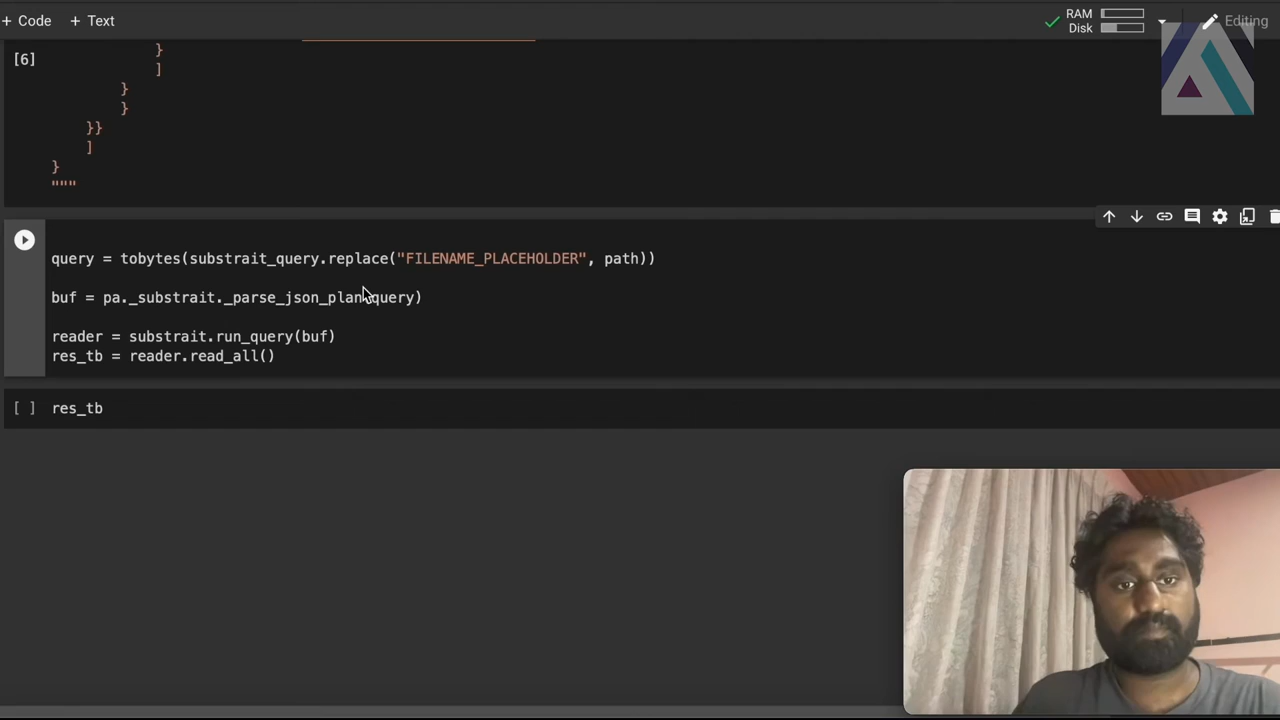 + Code + Text
RAM
Disk
Editing
[6]
}
]
}
}
}}
]
}
"""
query = tobytes(substrait_query.replace("FILENAME_PLACEHOLDER", path))
buf = pa._substrait._parse_json_plan(query)
reader = substrait.run_query(buf)
res_tb = reader.read_all()
[ ] res_tb